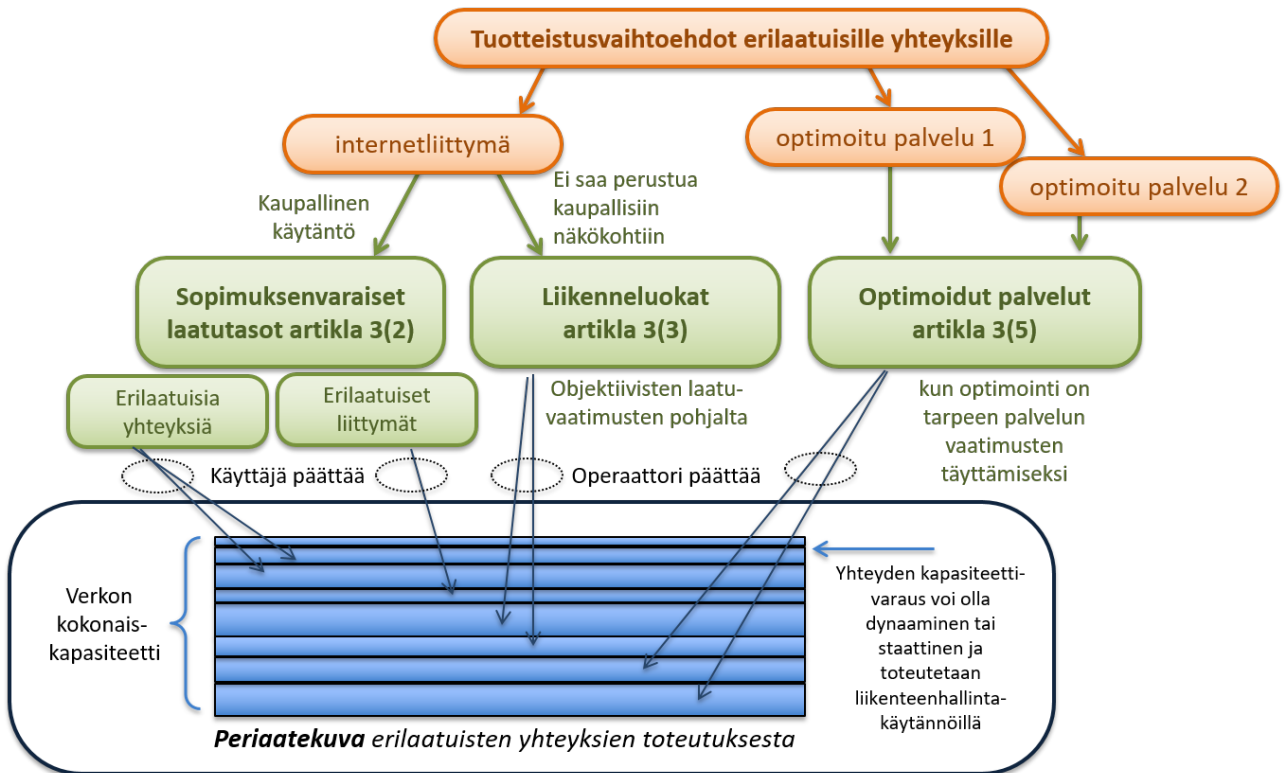 Tuotteistusvaihtoehdot erilaatuisille yhteyksille
internetliittymä
optimoitu palvelu 1
optimoitu palvelu 2
Kaupallinen
käytäntö
Ei saa perustua
kaupallisiin
näkökohtiin
Sopimuksenvaraiset
laatutasot artikla 3(2)
Liikenneluokat
artikla 3(3)
Optimoidut palvelut
artikla 3(5)
Erilaatuisia
yhteyksiä
Erilaatuiset
liittymät
Objektiivisten laatu-
vaatimusten pohjalta
kun optimointi on
tarpeen palvelun
vaatimusten
täyttämiseksi
Käyttäjä päättää
Operaattori päättää
Verkon
kokonais-
kapasiteetti
Yhteyden kapasiteetti-
varaus voi olla
dynaaminen tai
staattinen ja
toteutetaan
liikenteenhallinta-
käytännöillä
Periaatekuva erilaatuisten yhteyksien toteutuksesta